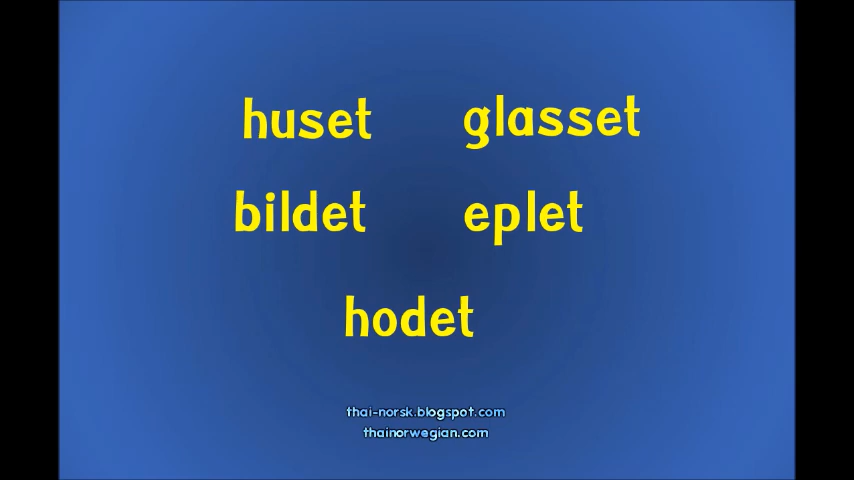 huset glasset
bildet eplet
hodet
thai-norsk.blogspot.com
thainorwegian.com